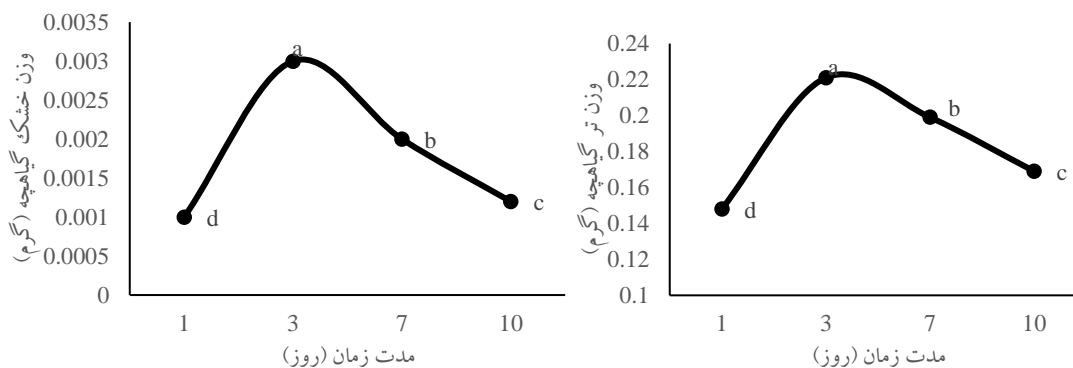 وزن خشک گیاهچه (گرم)
0.0035
0.003
0.0025
0.002
0.0015
0.001
0.0005
0
a
b
c
d
1 3 7 10
مدت زمان (روز)
وزن تر گیاهچه (گرم)
0.24
0.22
0.2
0.18
0.16
0.14
0.12
0.1
a
b
c
d
1 3 7 10
مدت زمان (روز)